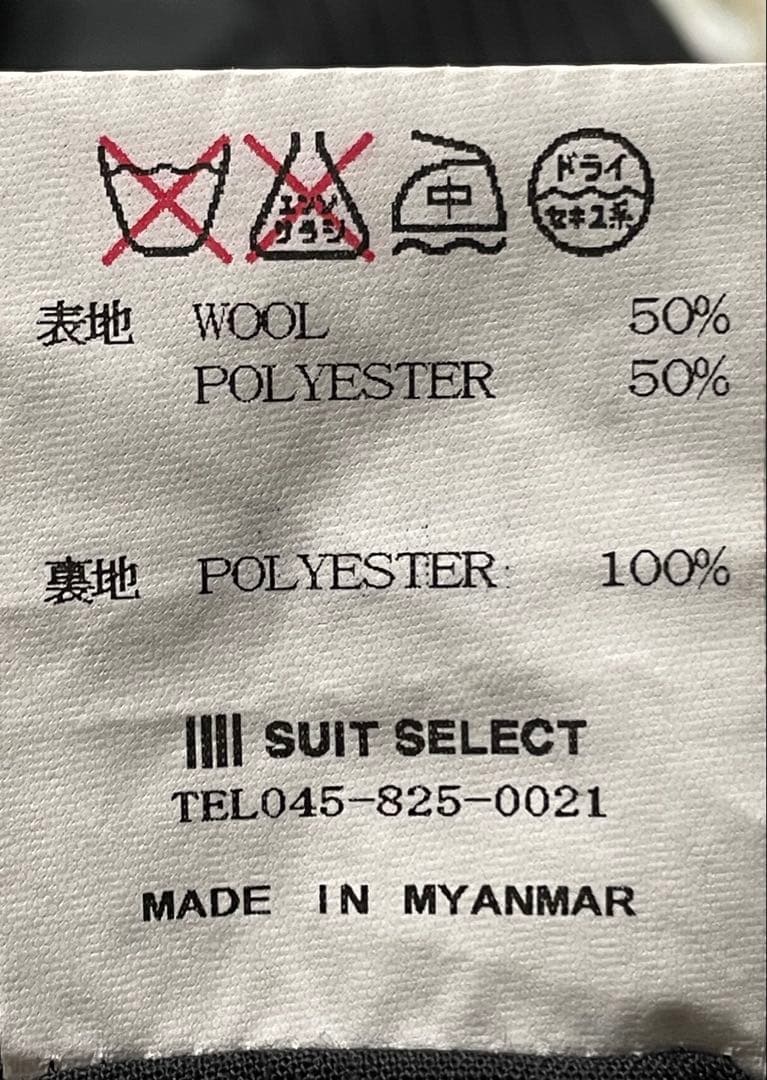 エンソ サラシ
中
ドライ
セキユ系
表地 WOOL 50%
POLYESTER 50%
裏地 POLYESTER 100%
SUIT SELECT
TEL045-825-0021
MADE IN MYANMAR